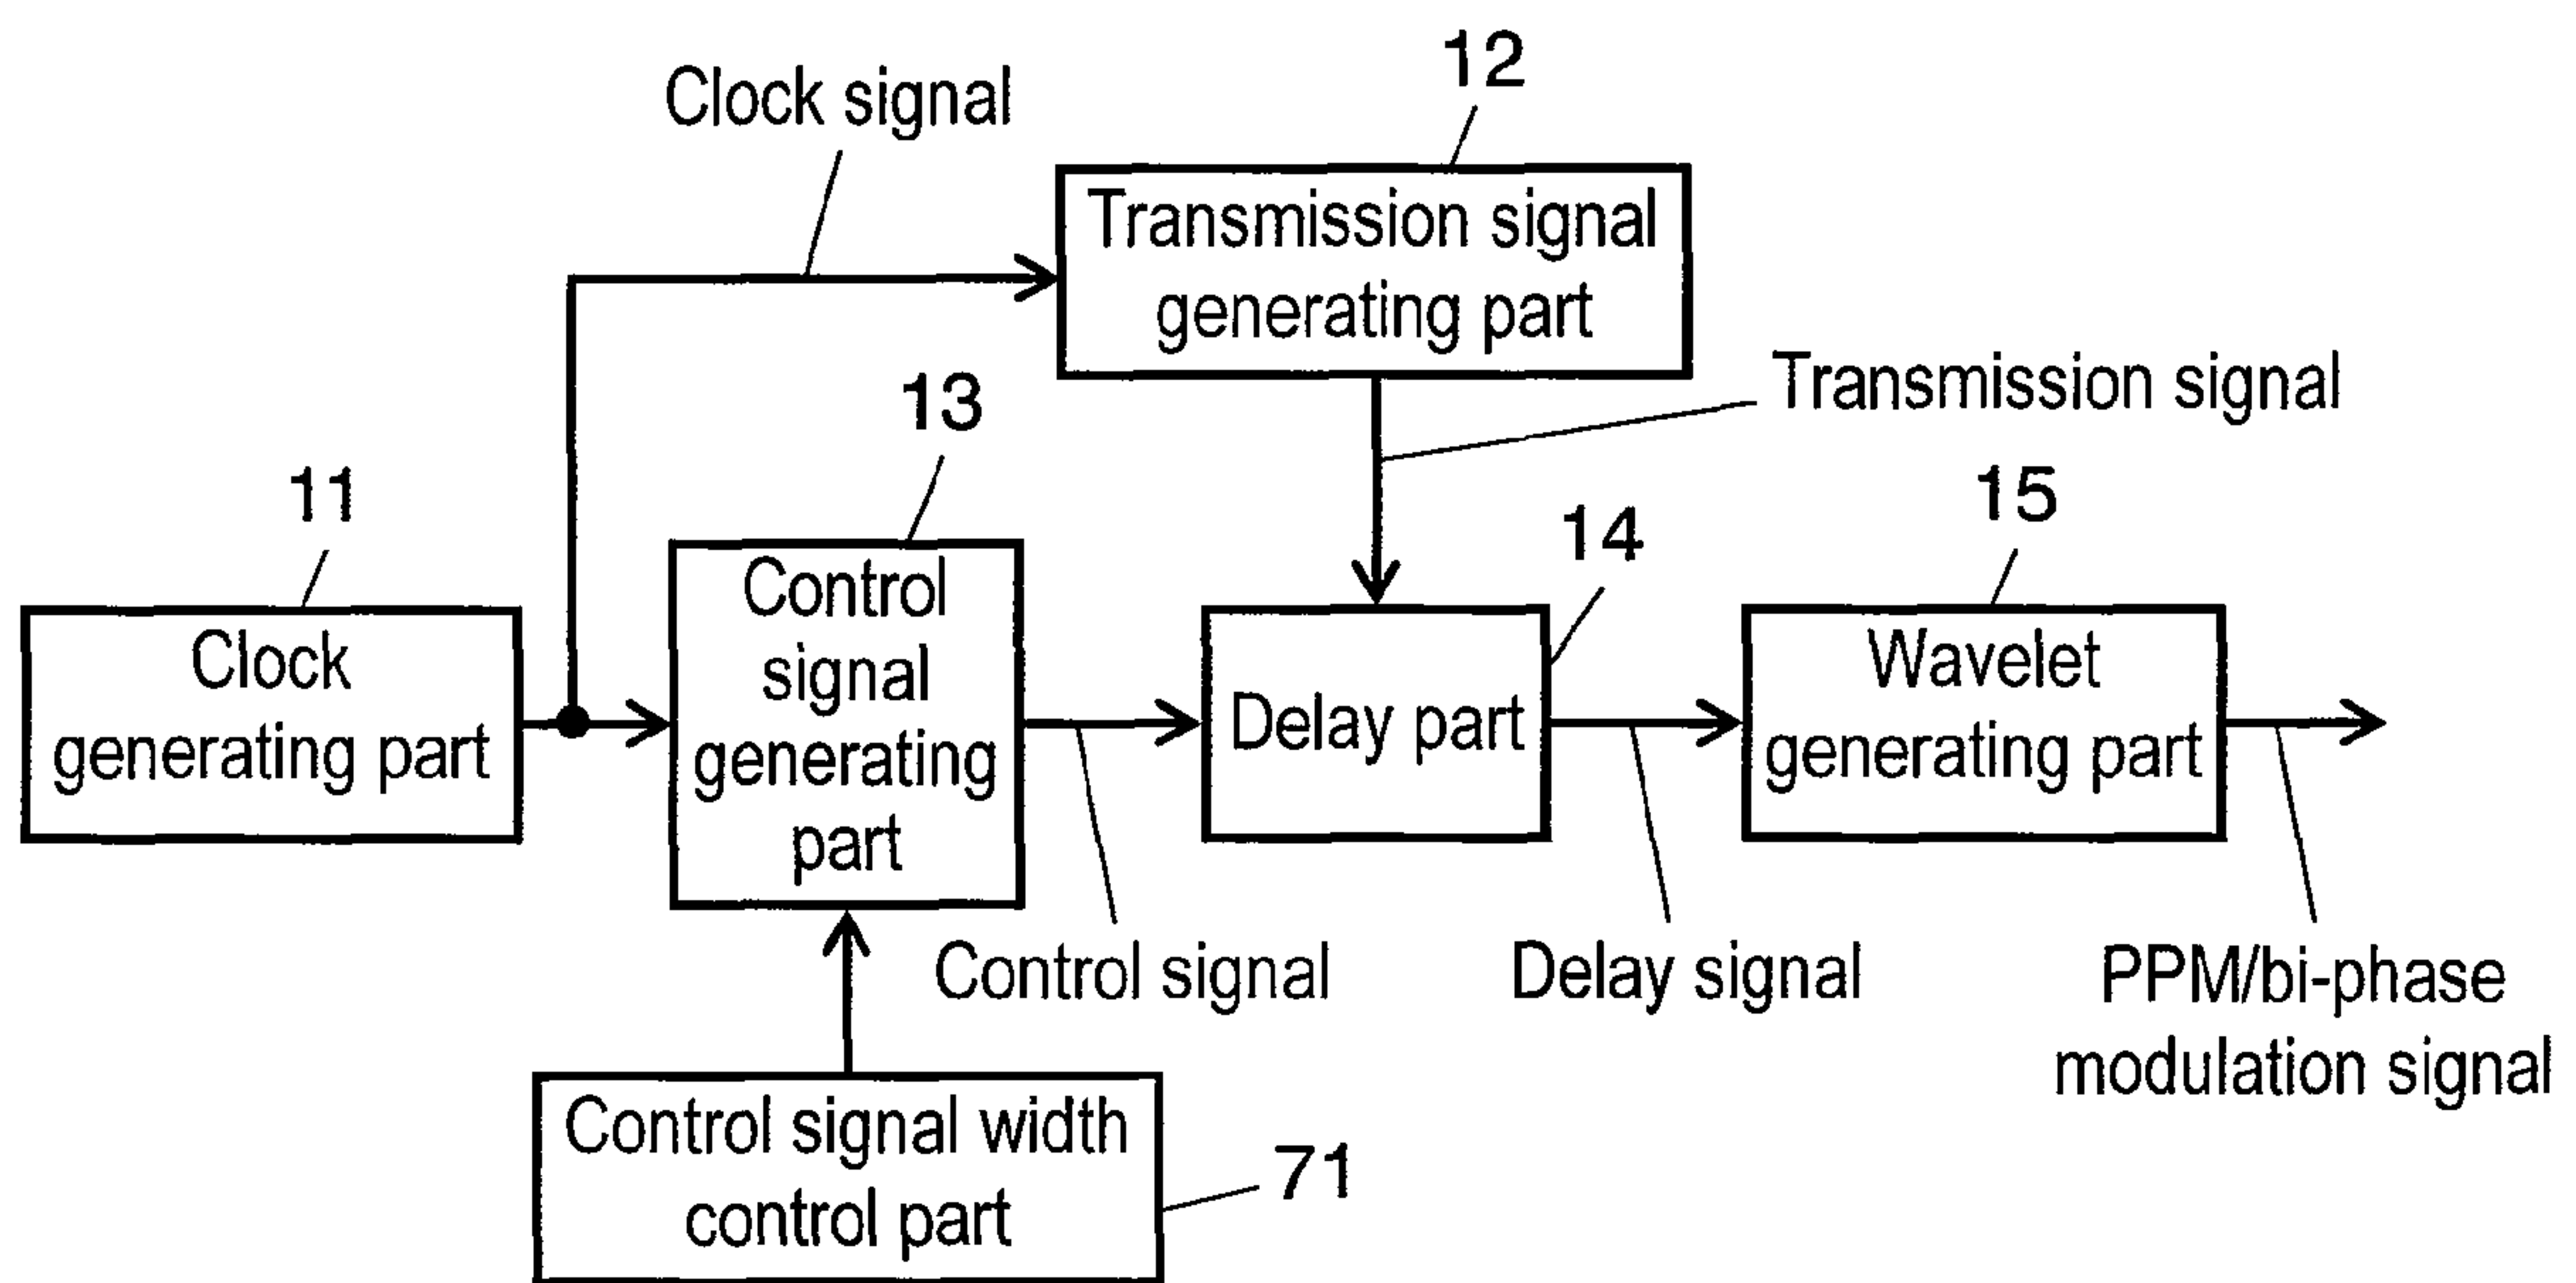 12
Clock signal
Transmission signal
generating part
Transmission signal
13
11
15
14
Control
signal
generating
part
Clock
generating part
Delay part
Wavelet
generating part
Control signal
Delay signal
PPM/bi-phase
modulation signal
Control signal width
control part
71